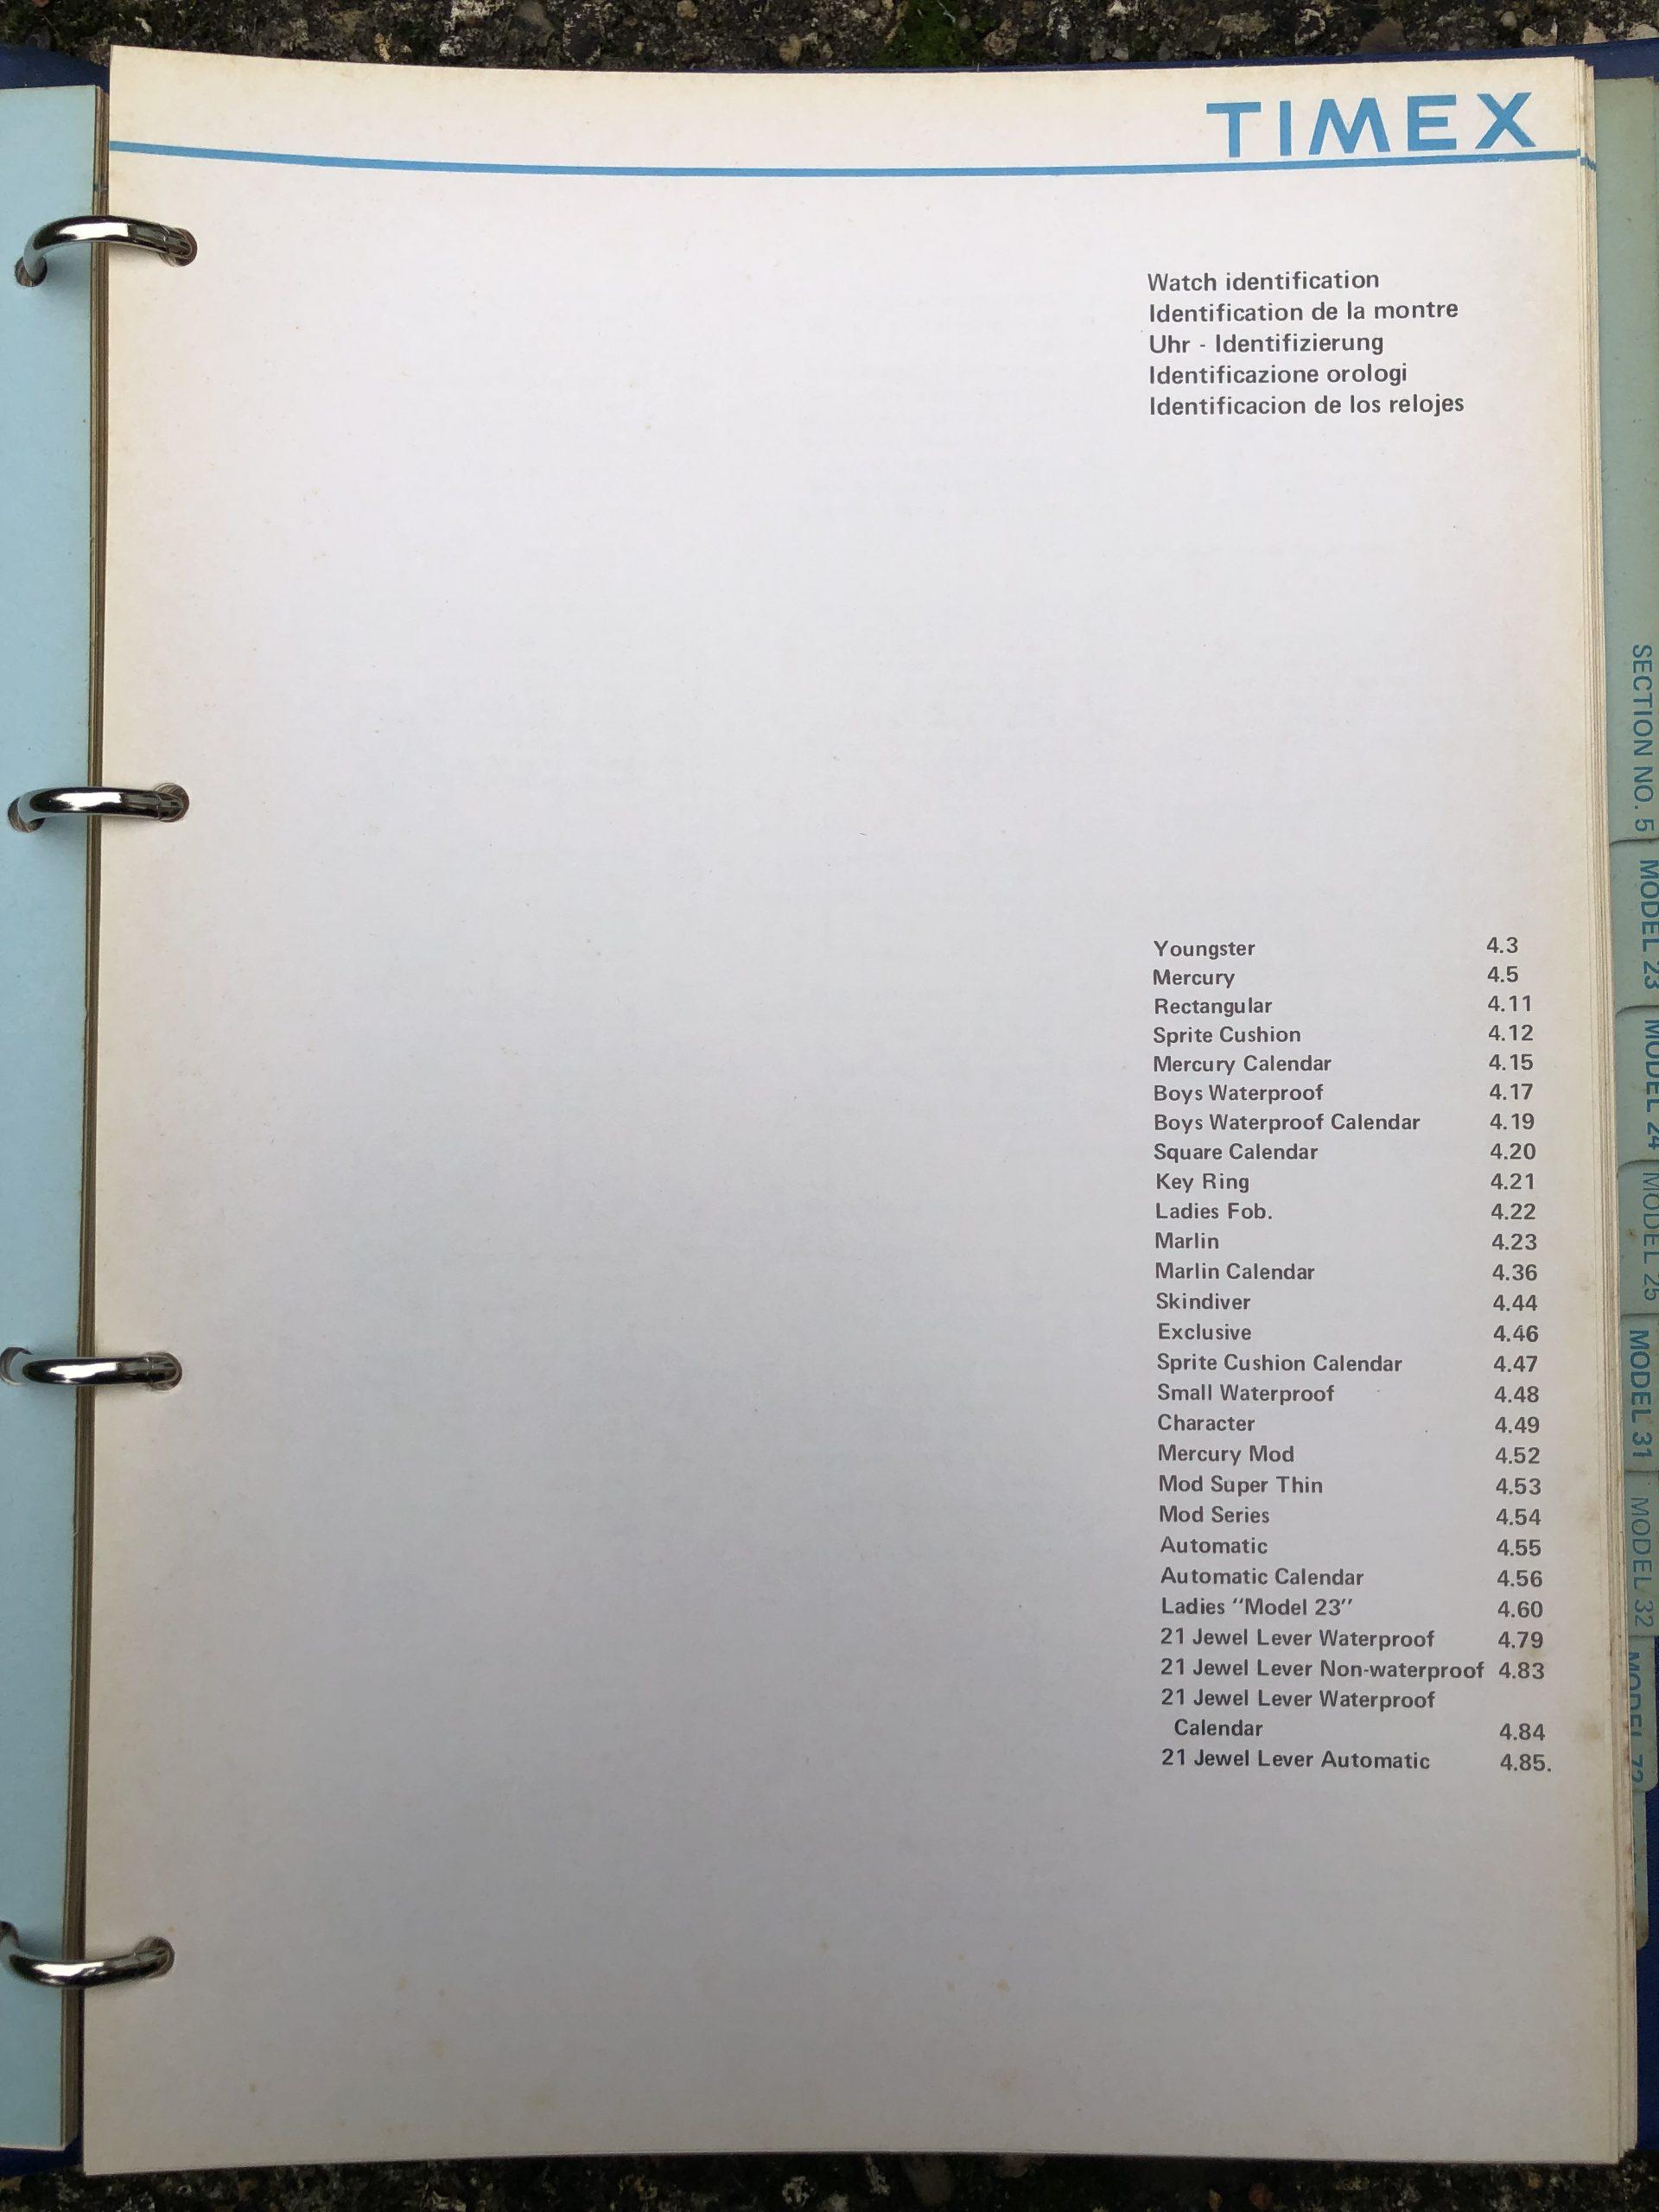 TIMEX
Watch identification
Identification de la montre
Uhr - Identifizierung
Identificazione orologi
Identificacion de los relojes
Youngster 4.3
Mercury 4.5
Rectangular 4.11
Sprite Cushion 4.12
Mercury Calendar 4.15
Boys Waterproof 4.17
Boys Waterproof Calendar 4.19
Square Calendar 4.20
Key Ring 4.21
Ladies Fob. 4.22
Marlin 4.23
Marlin Calendar 4.36
Skindiver 4.44
Exclusive 4.46
Sprite Cushion Calendar 4.47
Small Waterproof 4.48
Character 4.49
Mercury Mod 4.52
Mod Super Thin 4.53
Mod Series 4.54
Automatic 4.55
Automatic Calendar 4.56
Ladies “Model 23” 4.60
21 Jewel Lever Waterproof 4.79
21 Jewel Lever Non-waterproof 4.83
21 Jewel Lever Waterproof
Calendar 4.84
21 Jewel Lever Automatic 4.85.
SECTION NO. 5
MODEL 23
MODEL 24
MODEL 25
MODEL 31
MODEL 32
MODEL 72